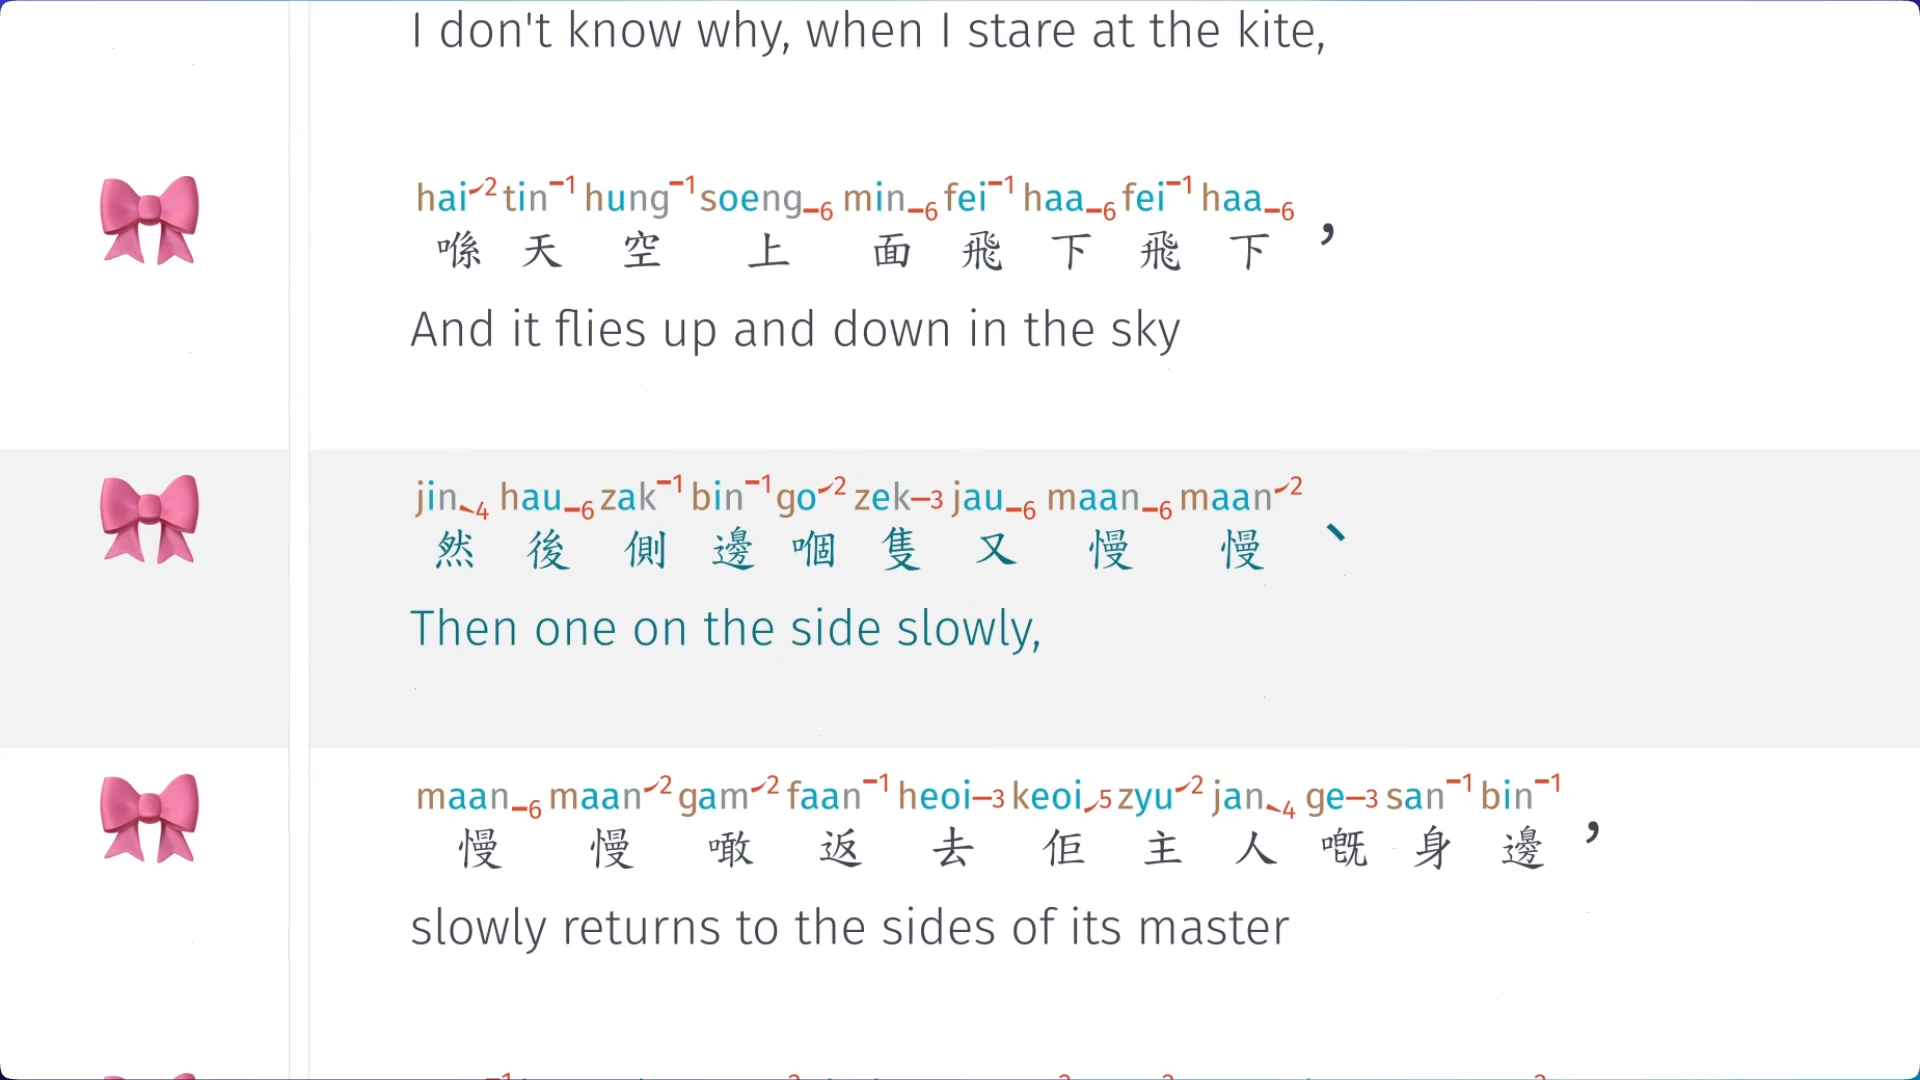 I don't know why, when I stare at the kite,
hai2 tin1 hung1 soeng6 min6 fei1 haa6 fei1 haa6
喺天空上面飛下飛下，
And it flies up and down in the sky
jin4 hau6 zak1 bin1 go2 zek3 jau6 maan6 maan2
然後側邊嗰隻又慢慢、
Then one on the side slowly,
maan6 maan2 gam2 faan1 heoi3 keoi5 zyu2 jan4 ge3 san1 bin1
慢慢噉返去佢主人嘅身邊，
slowly returns to the sides of its master